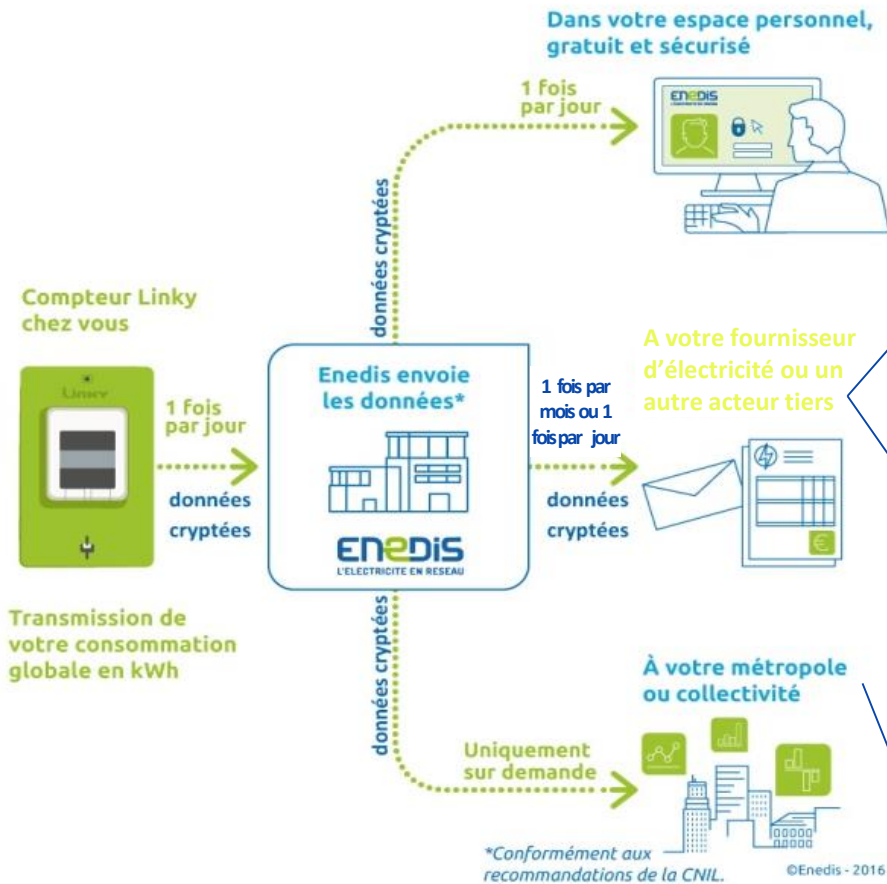 Dans votre espace personnel,
gratuit et sécurisé
1 fois
par jour
ENEDIS
L'ELECTRICITE EN RESEAU
données cryptées
Compteur Linky
chez vous
Linky
1 fois
par jour
données
cryptées
Transmission de
votre consommation
globale en kWh
Enedis envoie
les données*
ENEDIS
L'ELECTRICITE EN RESEAU
1 fois par
mois ou 1
fois par jour
données
cryptées
A votre fournisseur
d'électricité ou un
autre acteur tiers
€
données cryptées
Uniquement
sur demande
À votre métropole
ou collectivité
*Conformément aux
recommandations de la CNIL.
©Enedis - 2016